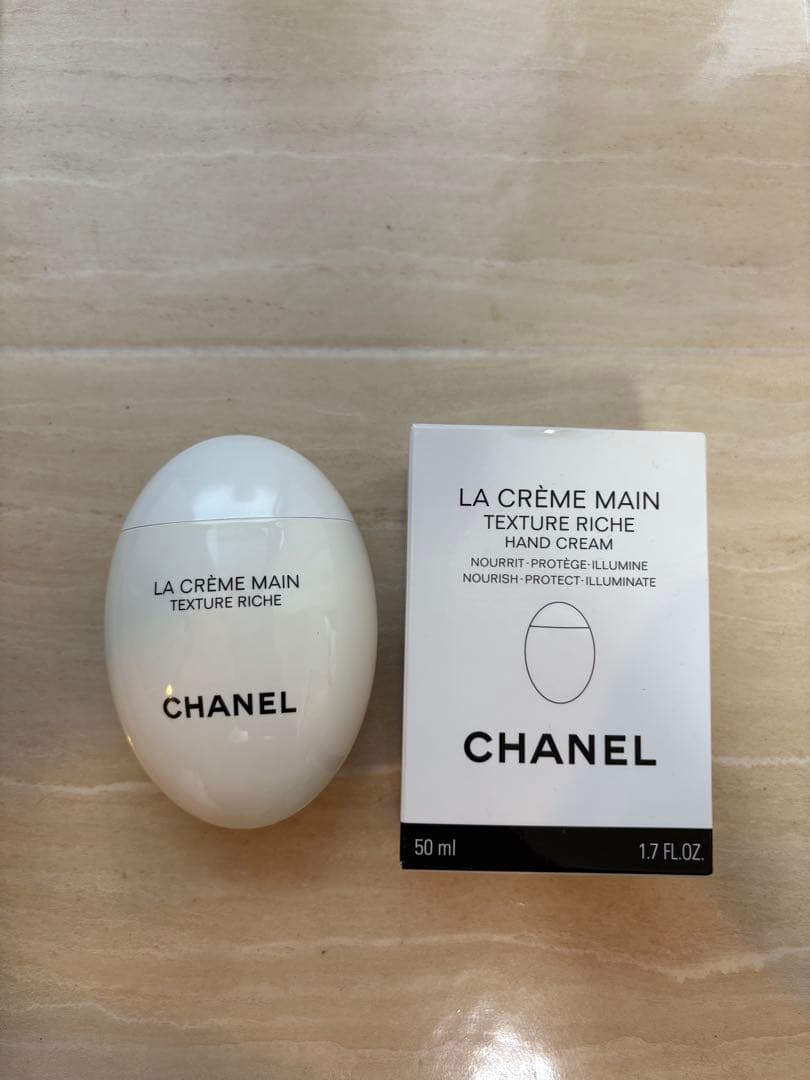 LA CRÈME MAIN
TEXTURE RICHE
CHANEL
LA CRÈME MAIN
TEXTURE RICHE
HAND CREAM
NOURRIT-PROTÈGE-ILLUMINE
NOURISH-PROTECT-ILLUMINATE
CHANEL
50 ml 1.7 FL.OZ.